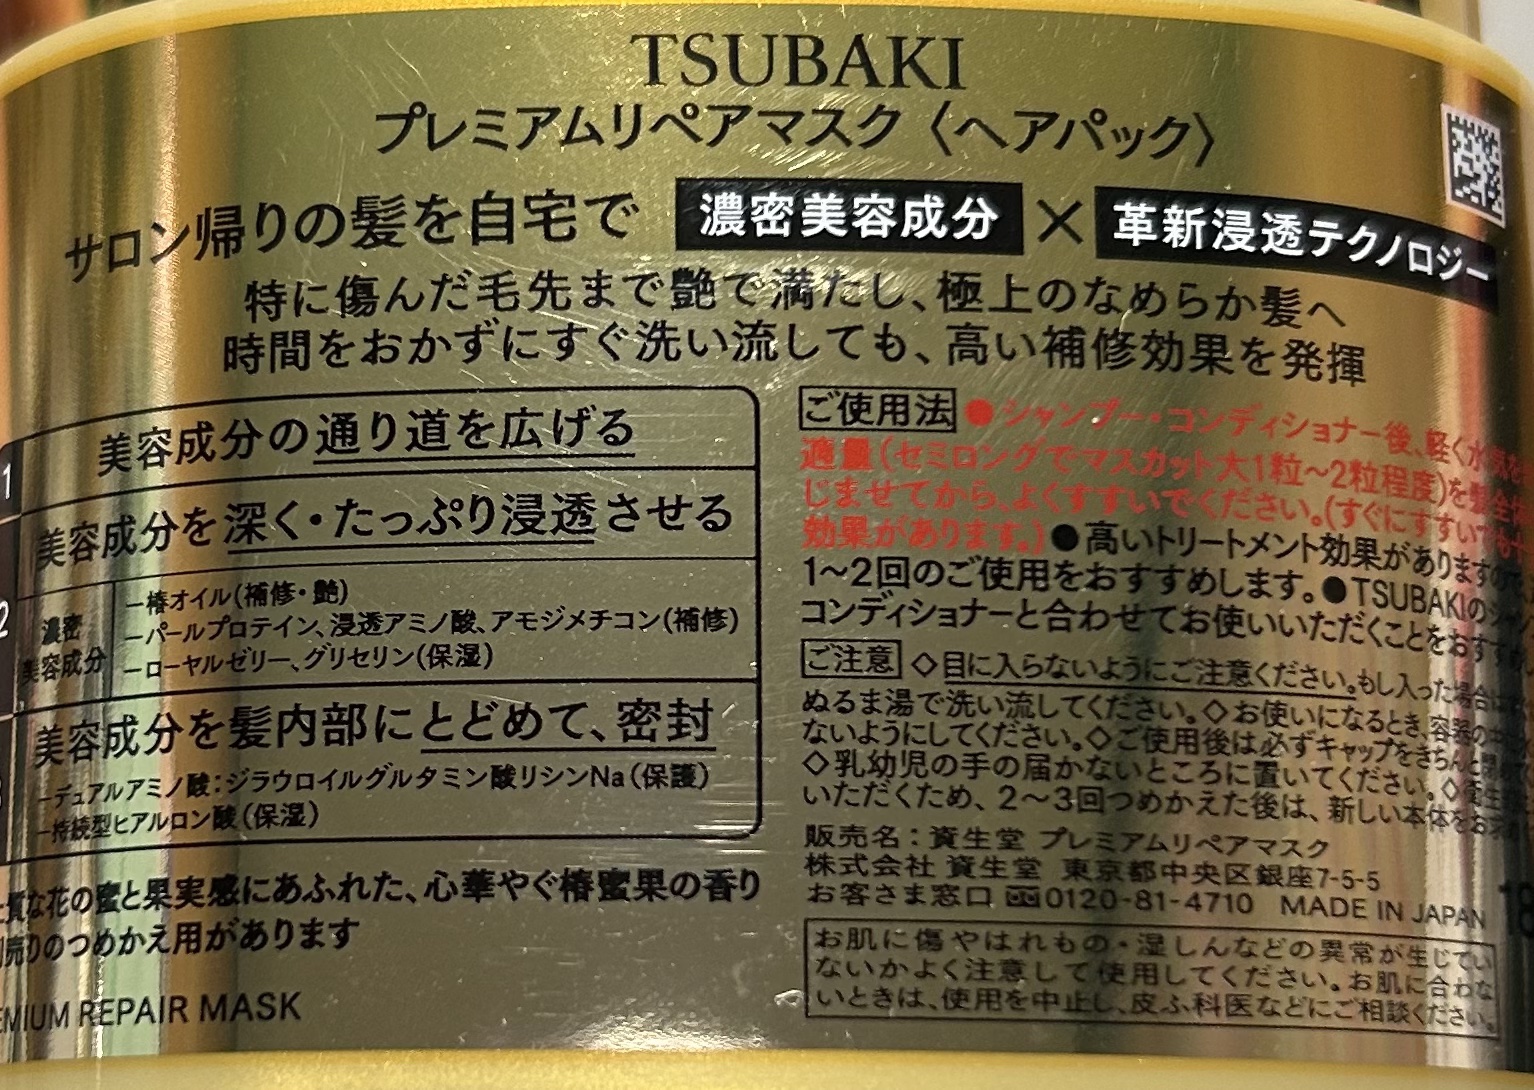 TSUBAKI
プレミアムリペアマスク〈ヘアパック〉
サロン帰りの髪を自宅で 濃密美容成分 × 革新浸透テクノロジー
特に傷んだ毛先まで艶で満たし、極上のなめらか髪へ
時間をおかずにすぐ洗い流しても、高い補修効果を発揮
1 美容成分の通り道を広げる
美容成分を深く・たっぷり浸透させる
2 濃密
美容成分
ー椿オイル(補修・艶)
ーパールプロテイン、浸透アミノ酸、アモジメチコン(補修)
ーローヤルゼリー、グリセリン(保湿)
美容成分を髪内部にとどめて、密封
ーデュアルアミノ酸:ジラウロイルグルタミン酸リシンNa(保護)
ー持続型ヒアルロン酸(保湿)
質な花の蜜と果実感にあふれた、心華やぐ椿蜜果の香り
売りのつめかえ用があります
EMIUM REPAIR MASK
ご使用法 ●シャンプー・コンディショナー後、軽く水気を
適量(セミロングでマスカット大1粒〜2粒程度)を髪全体
じませてから、よくすすいでください。(すぐにすすいでも十
効果があります。)●高いトリートメント効果がありますので
1〜2回のご使用をおすすめします。●TSUBAKIのシャン
コンディショナーと合わせてお使いいただくことをおすすめ
ご注意 ◇目に入らないようにご注意ください。もし入った場合は
ぬるま湯で洗い流してください。◇お使いになるとき、容器の中
ないようにしてください。◇ご使用後は必ずキャップをきちんと閉めて
◇乳幼児の手の届かないところに置いてください。◇衛生
いただくため、2〜3回つめかえた後は、新しい本体をお求め
販売名:資生堂 プレミアムリペアマスク
株式会社 資生堂 東京都中央区銀座7-5-5
お客さま窓口 0120-81-4710 MADE IN JAPAN
お肌に傷やはれもの・湿しんなどの異常が生じてい
ないかよく注意して使用してください。お肌に合わな
いときは、使用を中止し、皮ふ科医などにご相談ください。